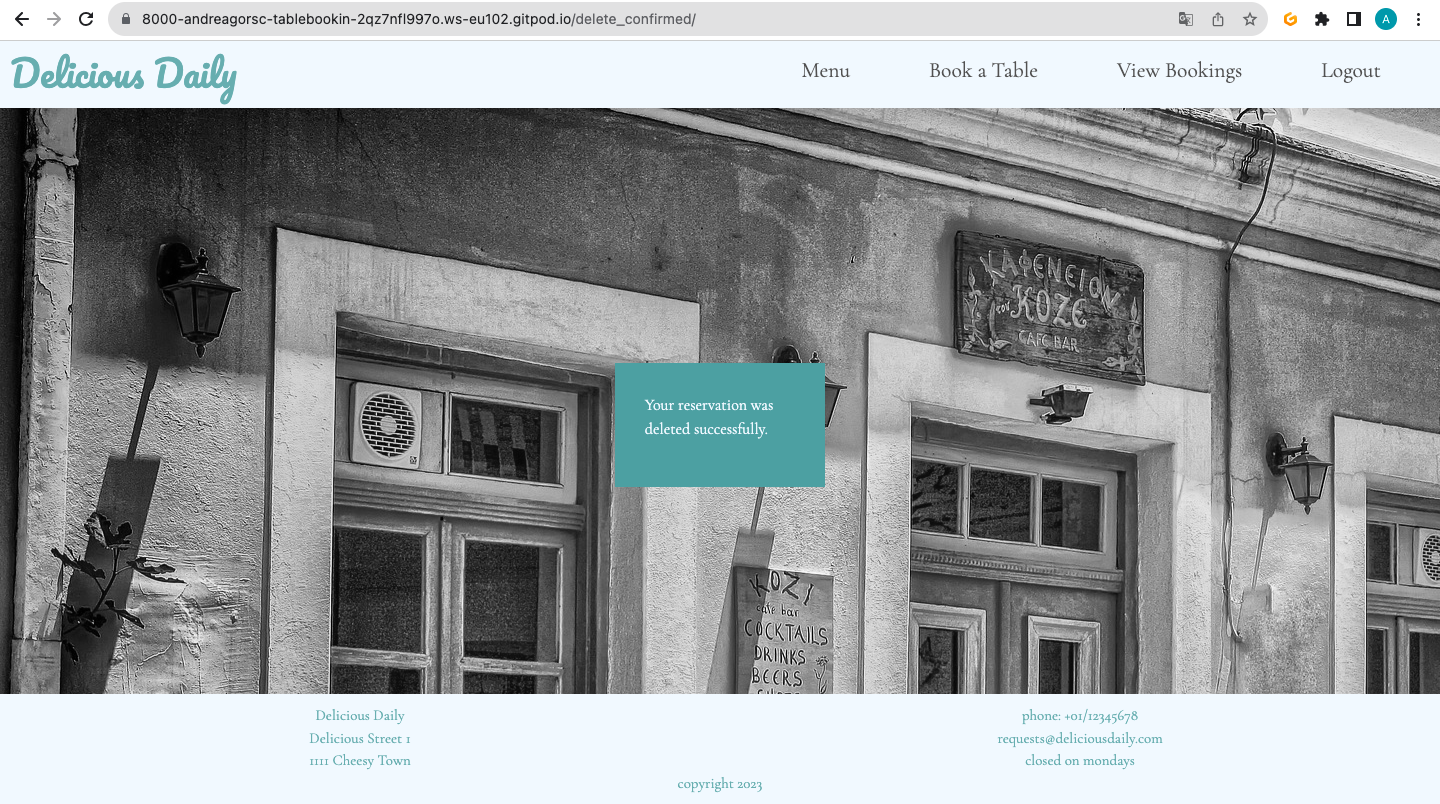 8000-andreagorsc-tablebookin-2qz7nfl997o.ws-eu102.gitpod.io/delete_confirmed/
A
Delicious Daily
Menu
Book a Table
View Bookings
Logout
ΚΑΦΕΝΕΙΟΝ
του ΚΟΖΕ
CAFE BAR
Your reservation was
deleted successfully.
KOZI
cafe bar
COCKTAILS
DRINKS
BEERS
Delicious Daily
Delicious Street 1
1111 Cheesy Town
phone: +01/12345678
requests@deliciousdaily.com
closed on mondays
copyright 2023